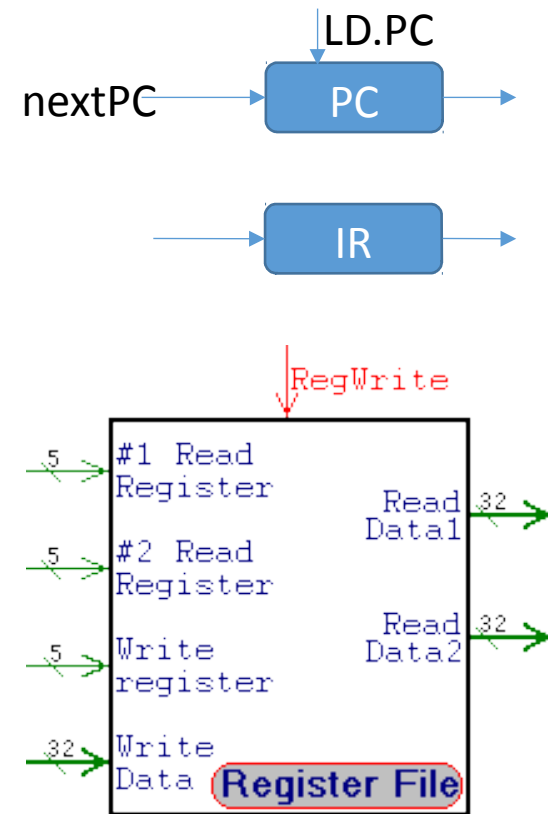 LD.PC
nextPC
PC
IR
RegWrite
5
#1 Read
Register
Read
Data1
32
5
#2 Read
Register
Read
Data2
32
5
Write
register
32
Write
Data
Register File